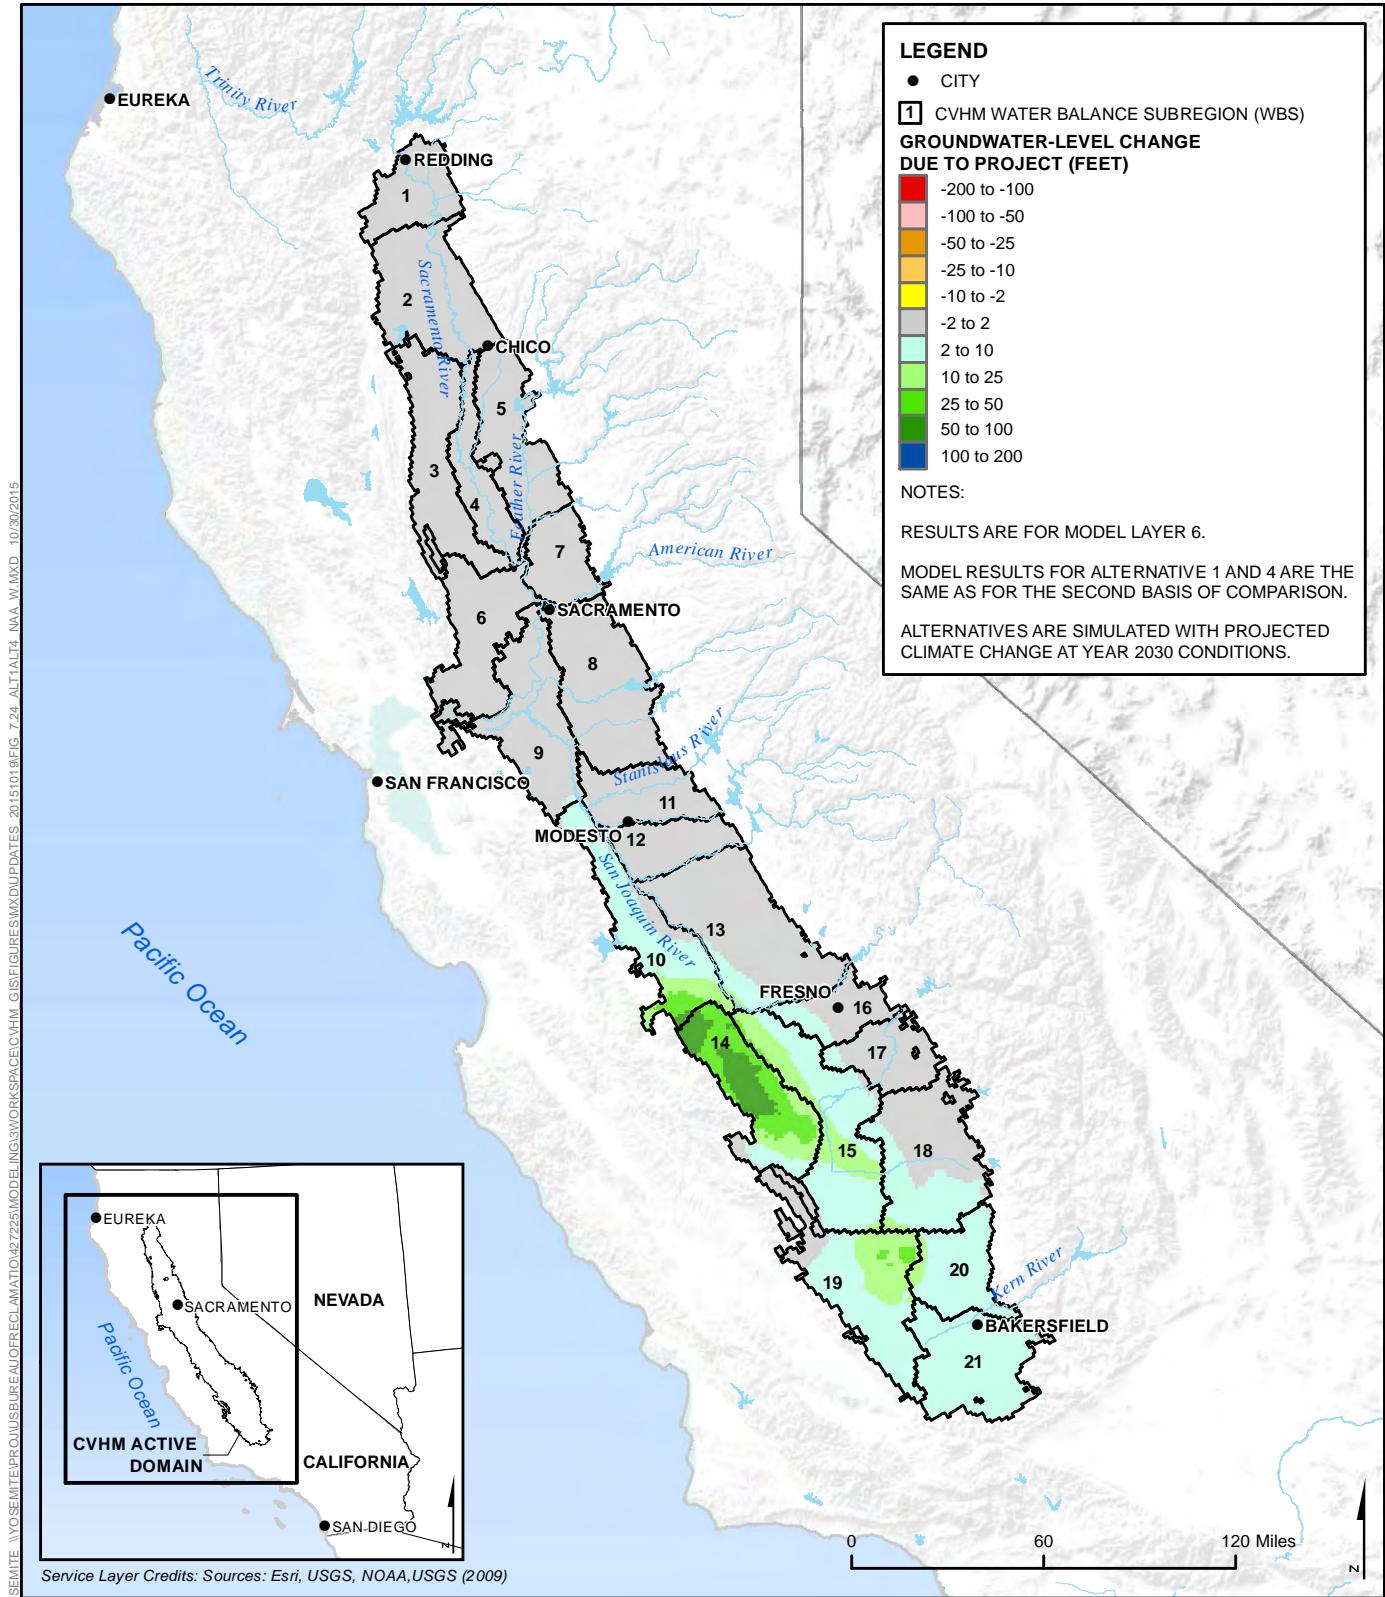 LEGEND
CITY
1 CVHM WATER BALANCE SUBREGION (WBS)
GROUNDWATER-LEVEL CHANGE
DUE TO PROJECT (FEET)
-200 to -100
-100 to -50
-50 to -25
-25 to -10
-10 to -2
-2 to 2
2 to 10
10 to 25
25 to 50
50 to 100
100 to 200
NOTES:
RESULTS ARE FOR MODEL LAYER 6.
MODEL RESULTS FOR ALTERNATIVE 1 AND 4 ARE THE
SAME AS FOR THE SECOND BASIS OF COMPARISON.
ALTERNATIVES ARE SIMULATED WITH PROJECTED
CLIMATE CHANGE AT YEAR 2030 CONDITIONS.
Trinity River
EUREKA
REDDING
1
2
Sacramento River
CHICO
5
3
Feather River
4
7
American River
SACRAMENTO
6
8
9
Stanislaus River
SAN FRANCISCO
11
MODESTO
12
San Joaquin River
13
Pacific Ocean
10
FRESNO
16
14
17
15
18
19
20
Kern River
BAKERSFIELD
21
EUREKA
SACRAMENTO
NEVADA
Pacific Ocean
CVHM ACTIVE
DOMAIN
CALIFORNIA
SAN DIEGO
N
0 60 120 Miles
N
Service Layer Credits: Sources: Esri, USGS, NOAA,USGS (2009)